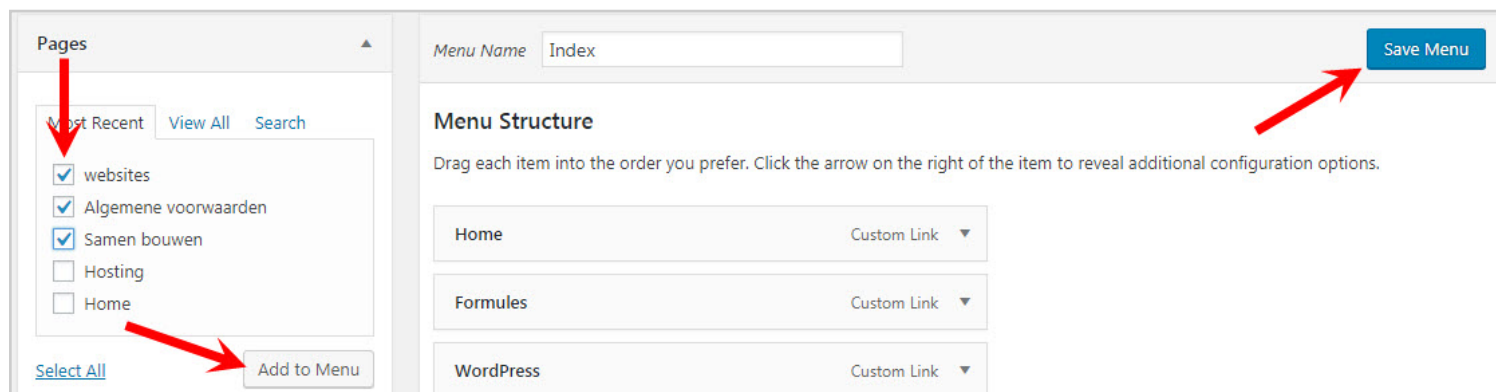 Pages
Most Recent View All Search
websites
Algemene voorwaarden
Samen bouwen
Hosting
Home
Select All Add to Menu
Menu Name Index Save Menu
Menu Structure
Drag each item into the order you prefer. Click the arrow on the right of the item to reveal additional configuration options.
Home Custom Link
Formules Custom Link
WordPress Custom Link